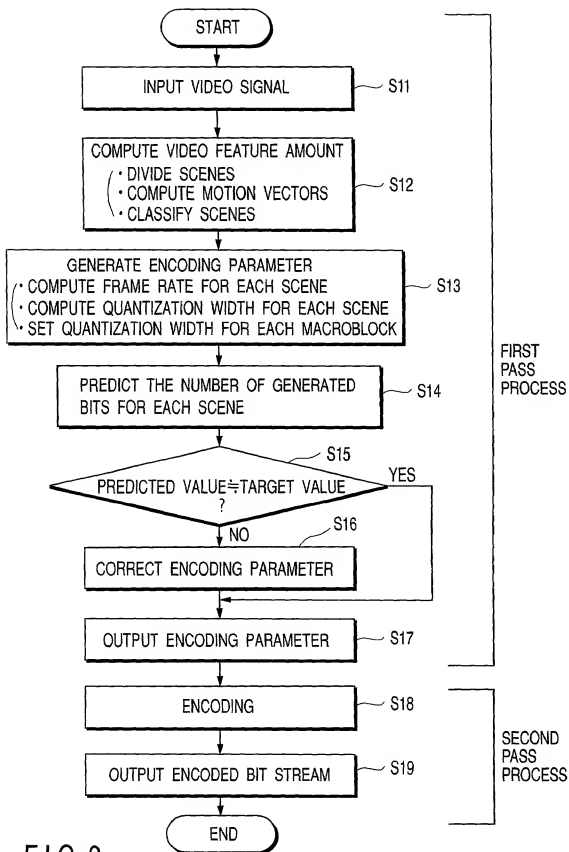 START
INPUT VIDEO SIGNAL
S11
COMPUTE VIDEO FEATURE AMOUNT
・DIVIDE SCENES
・COMPUTE MOTION VECTORS
・CLASSIFY SCENES
S12
GENERATE ENCODING PARAMETER
・COMPUTE FRAME RATE FOR EACH SCENE
・COMPUTE QUANTIZATION WIDTH FOR EACH SCENE
・SET QUANTIZATION WIDTH FOR EACH MACROBLOCK
S13
PREDICT THE NUMBER OF GENERATED
BITS FOR EACH SCENE
S14
S15
PREDICTED VALUE≒TARGET VALUE
?
YES
NO
S16
CORRECT ENCODING PARAMETER
OUTPUT ENCODING PARAMETER
S17
FIRST
PASS
PROCESS
ENCODING
S18
OUTPUT ENCODED BIT STREAM
S19
SECOND
PASS
PROCESS
END